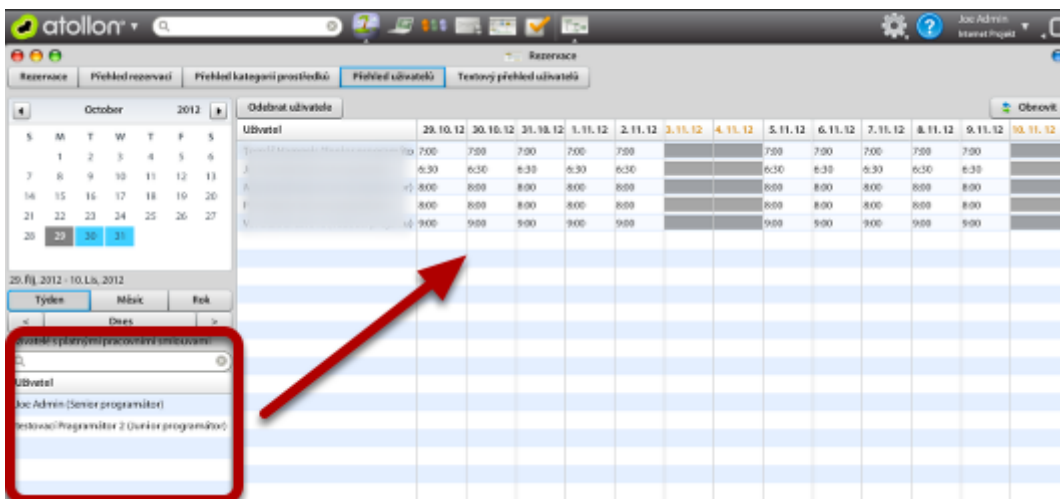 atollon
Joe Admin
Internet Projekt
Rezervace
Rezervace Přehled rezervací Přehled kategorií prostředků Přehled uživatelů Textový přehled uživatelů
October 2012
Odebrat uživatele Obnovit
S M T W T F S
1 2 3 4 5 6
7 8 9 10 11 12 13
14 15 16 17 18 19 20
21 22 23 24 25 26 27
28 29 30 31
Uživatel 29. 10. 12 30. 10. 12 31. 10. 12 1. 11. 12 2. 11. 12 3. 11. 12 4. 11. 12 5. 11. 12 6. 11. 12 7. 11. 12 8. 11. 12 9. 11. 12 10. 11. 12
7:00 7:00 7:00 7:00 7:00 7:00 7:00 7:00 7:00 7:00
6:30 6:30 6:30 6:30 6:30 6:30 6:30 6:30 6:30 6:30
8:00 8:00 8:00 8:00 8:00 8:00 8:00 8:00 8:00 8:00
8:00 8:00 8:00 8:00 8:00 8:00 8:00 8:00 8:00 8:00
9:00 9:00 9:00 9:00 9:00 9:00 9:00 9:00 9:00 9:00
29. Říj, 2012 - 10. Lis, 2012
Týden Měsíc Rok
< Dnes >
s platnými pracovními smlouvami
Uživatel
Joe Admin (Senior programátor)
testovací Programátor 2 (Junior programátor)